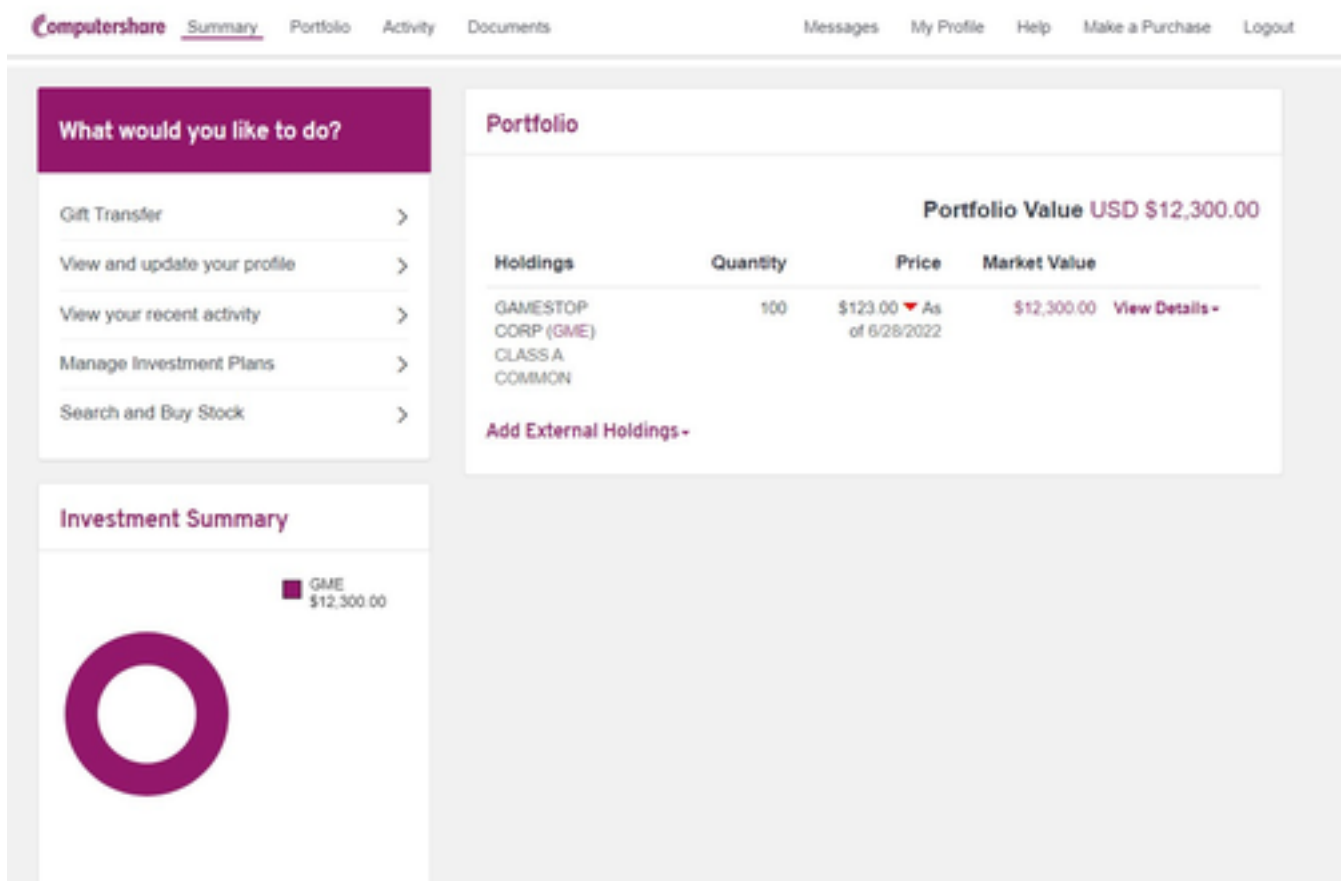 Computershare Summary Portfolio Activity Documents Messages My Profile Help Make a Purchase Logout
What would you like to do?
Gift Transfer
View and update your profile
View your recent activity
Manage Investment Plans
Search and Buy Stock
Portfolio
Portfolio Value USD $12,300.00
Holdings Quantity Price Market Value
GAMESTOP 100 $123.00 As $12,300.00 View Details
CORP (GME) of 6/28/2022
CLASS A
COMMON
Add External Holdings
Investment Summary
GME
$12,300.00